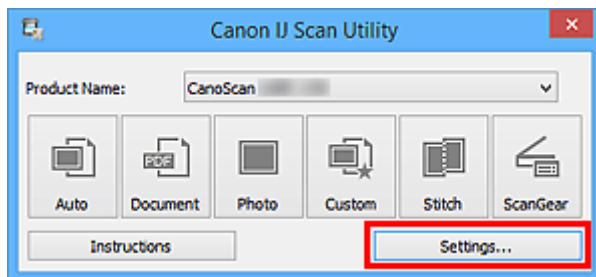 Canon IJ Scan Utility
Product Name: CanoScan
PDF
Auto Document Photo Custom Stitch ScanGear
Instructions Settings...